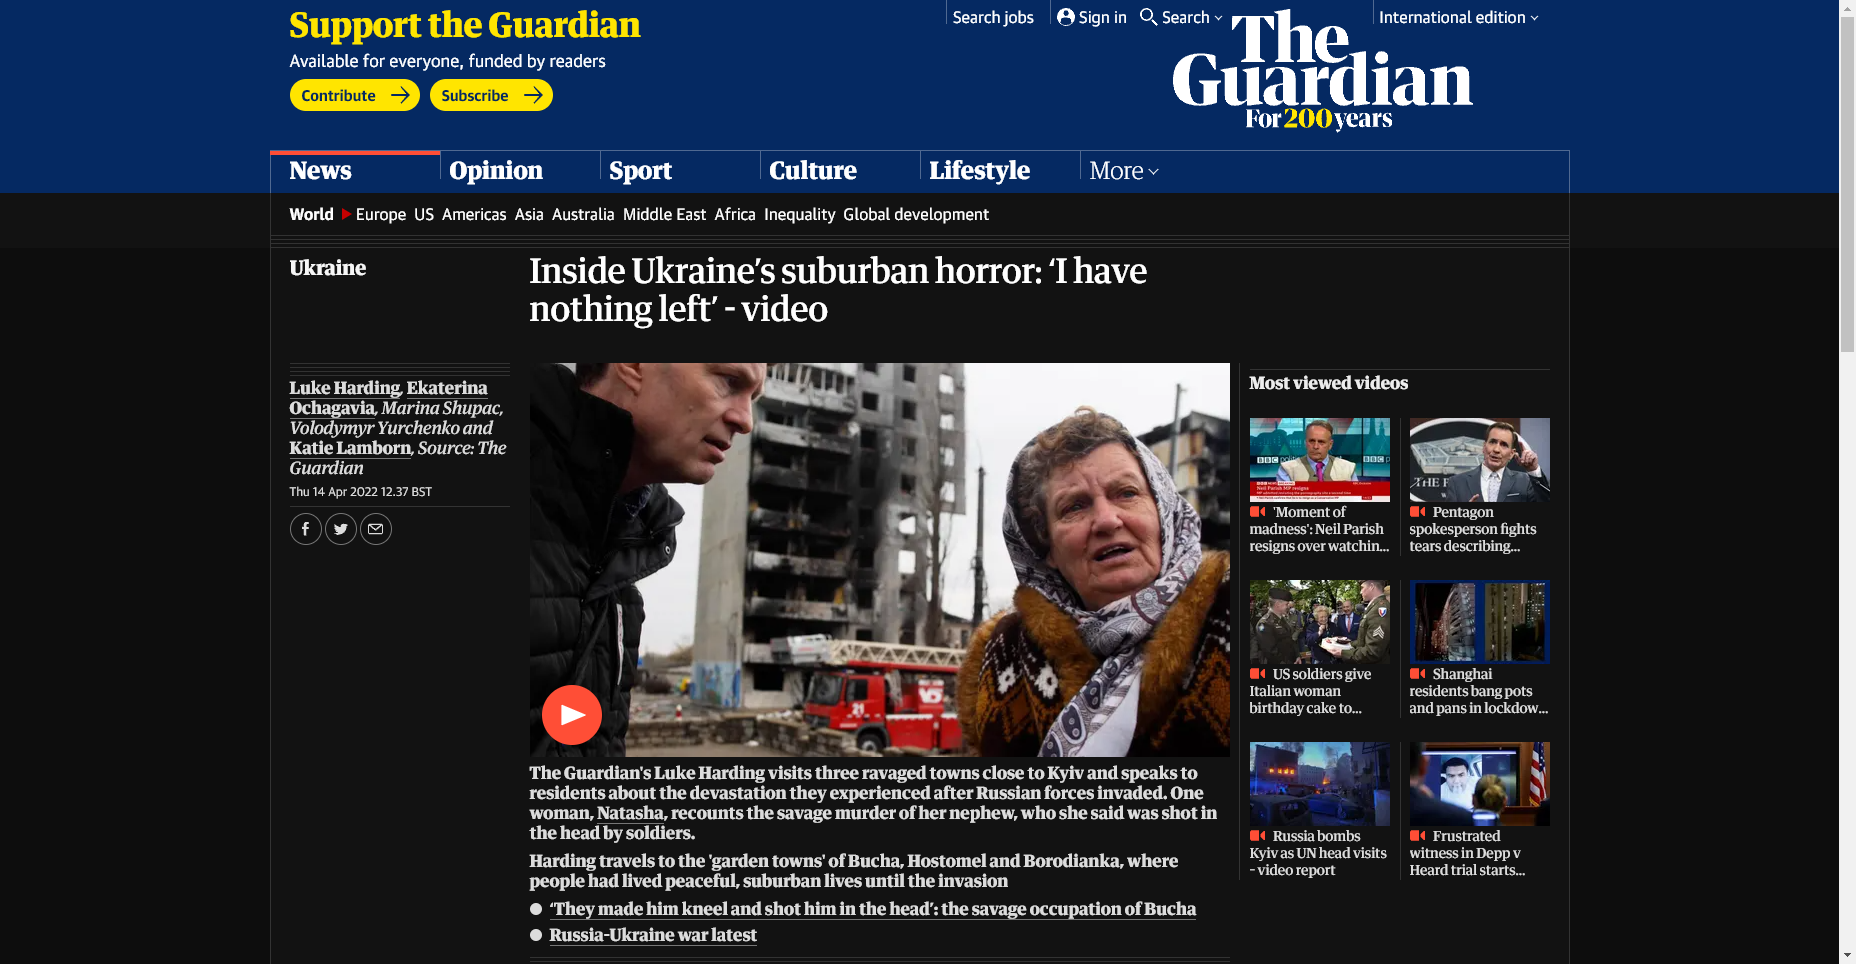 Support the Guardian
Available for everyone, funded by readers
Contribute
Subscribe
Search jobs
Sign in
Search
International edition
The
Guardian
For 200 years
News
Opinion
Sport
Culture
Lifestyle
More
World
Europe
US
Americas
Asia
Australia
Middle East
Africa
Inequality
Global development
Ukraine
Inside Ukraine’s suburban horror: ‘I have
nothing left’ - video
Luke Harding, Ekaterina
Ochagavia, Marina Shupac,
Volodymyr Yurchenko and
Katie Lamborn, Source: The
Guardian
Thu 14 Apr 2022 12.37 BST
21
The Guardian's Luke Harding visits three ravaged towns close to Kyiv and speaks to
residents about the devastation they experienced after Russian forces invaded. One
woman, Natasha, recounts the savage murder of her nephew, who she said was shot in
the head by soldiers.
Harding travels to the 'garden towns' of Bucha, Hostomel and Borodianka, where
people had lived peaceful, suburban lives until the invasion
‘They made him kneel and shot him in the head’: the savage occupation of Bucha
Russia-Ukraine war latest
Most viewed videos
BBC
Neil Parish MP resigns
'Moment of
madness': Neil Parish
resigns over watchin...
THE P
Pentagon
spokesperson fights
tears describing...
US soldiers give
Italian woman
birthday cake to...
Shanghai
residents bang pots
and pans in lockdow...
Russia bombs
Kyiv as UN head visits
– video report
Frustrated
witness in Depp v
Heard trial starts...